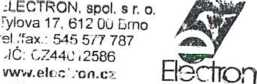 ELECTRON, spol. s r. o.
Tylova 17, 612 00 Brno
tel./fax.: 545 577 787
DIČ: CZ44012586
www.electron.cz
Electron